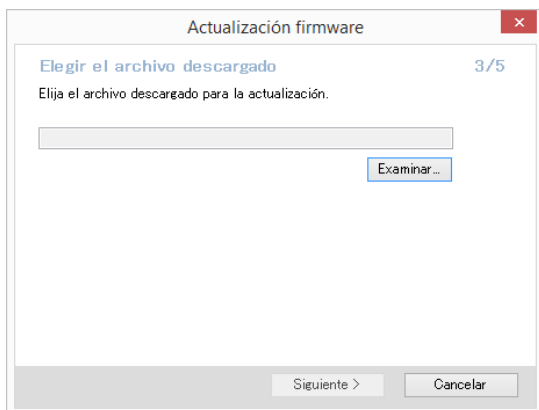 Actualización firmware
Elegir el archivo descargado 3/5
Elija el archivo descargado para la actualización.
Examinar...
Siguiente > Cancelar